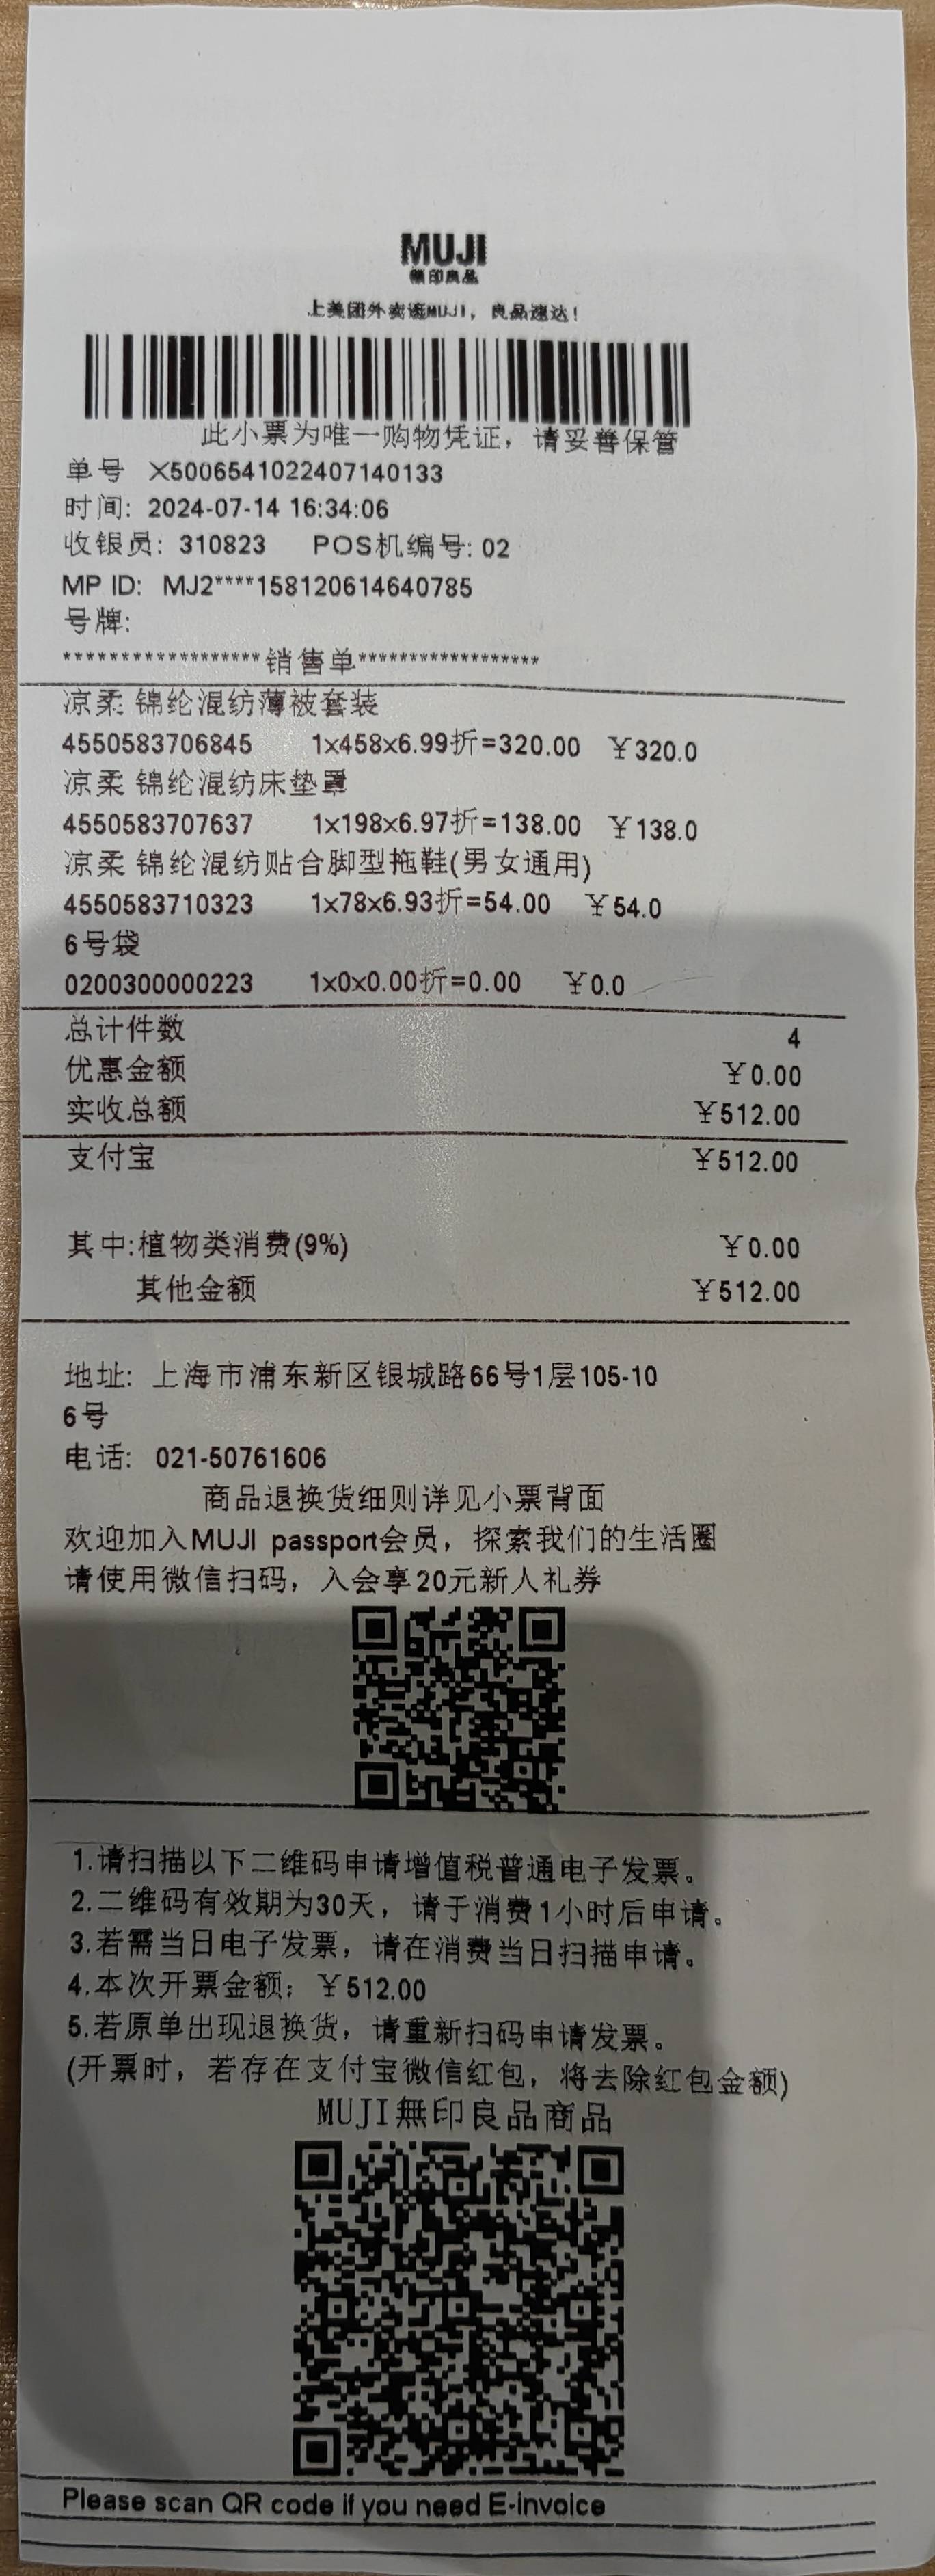 MUJI
無印良品
上美团外卖逛MUJI，良品速达！
此小票为唯一购物凭证，请妥善保管
单号 X5006541022407140133
时间: 2024-07-14 16:34:06
收银员: 310823 POS机编号: 02
MP ID: MJ2****158120614640785
号牌:
******************销售单******************
凉柔 锦纶混纺薄被套装
4550583706845 1x458x6.99折=320.00 ￥320.0
凉柔 锦纶混纺床垫罩
4550583707637 1x198x6.97折=138.00 ￥138.0
凉柔 锦纶混纺贴合脚型拖鞋(男女通用)
4550583710323 1x78x6.93折=54.00 ￥54.0
6号袋
0200300000223 1x0x0.00折=0.00 ￥0.0
总计件数 4
优惠金额 ￥0.00
实收总额 ￥512.00
支付宝 ￥512.00
其中:植物类消费(9%) ￥0.00
其他金额 ￥512.00
地址: 上海市浦东新区银城路66号1层105-10
6号
电话: 021-50761606
商品退换货细则详见小票背面
欢迎加入MUJI passport会员，探索我们的生活圈
请使用微信扫码，入会享20元新人礼券
1.请扫描以下二维码申请增值税普通电子发票。
2.二维码有效期为30天，请于消费1小时后申请。
3.若需当日电子发票，请在消费当日扫描申请。
4.本次开票金额：￥512.00
5.若原单出现退换货，请重新扫码申请发票。
(开票时，若存在支付宝微信红包，将去除红包金额)
MUJI無印良品商品
Please scan QR code if you need E-invoice